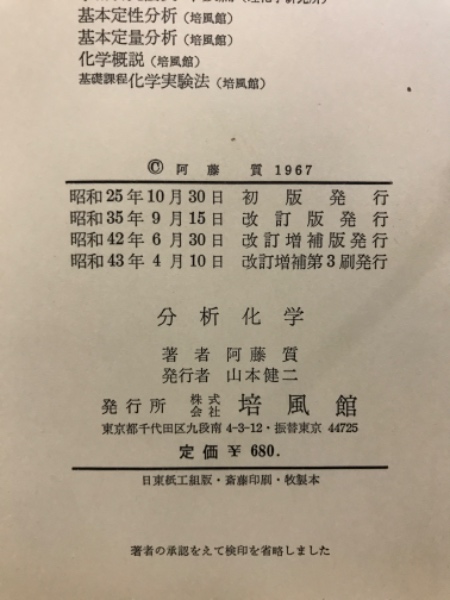 基本定性分析（培風館）
基本定量分析（培風館）
化学概説（培風館）
基礎課程化学実験法（培風館）
© 阿藤 質 1967
昭和25年10月30日 初版発行
昭和35年9月15日 改訂版発行
昭和42年6月30日 改訂増補版発行
昭和43年4月10日 改訂増補第3刷発行
分析化学
著者 阿藤質
発行者 山本健二
発行所 株式会社 培風館
東京都千代田区九段南4-3-12・振替東京 44725
定価 ¥ 680.
日東紙工組版・斎藤印刷・牧製本
著者の承認をえて検印を省略しました